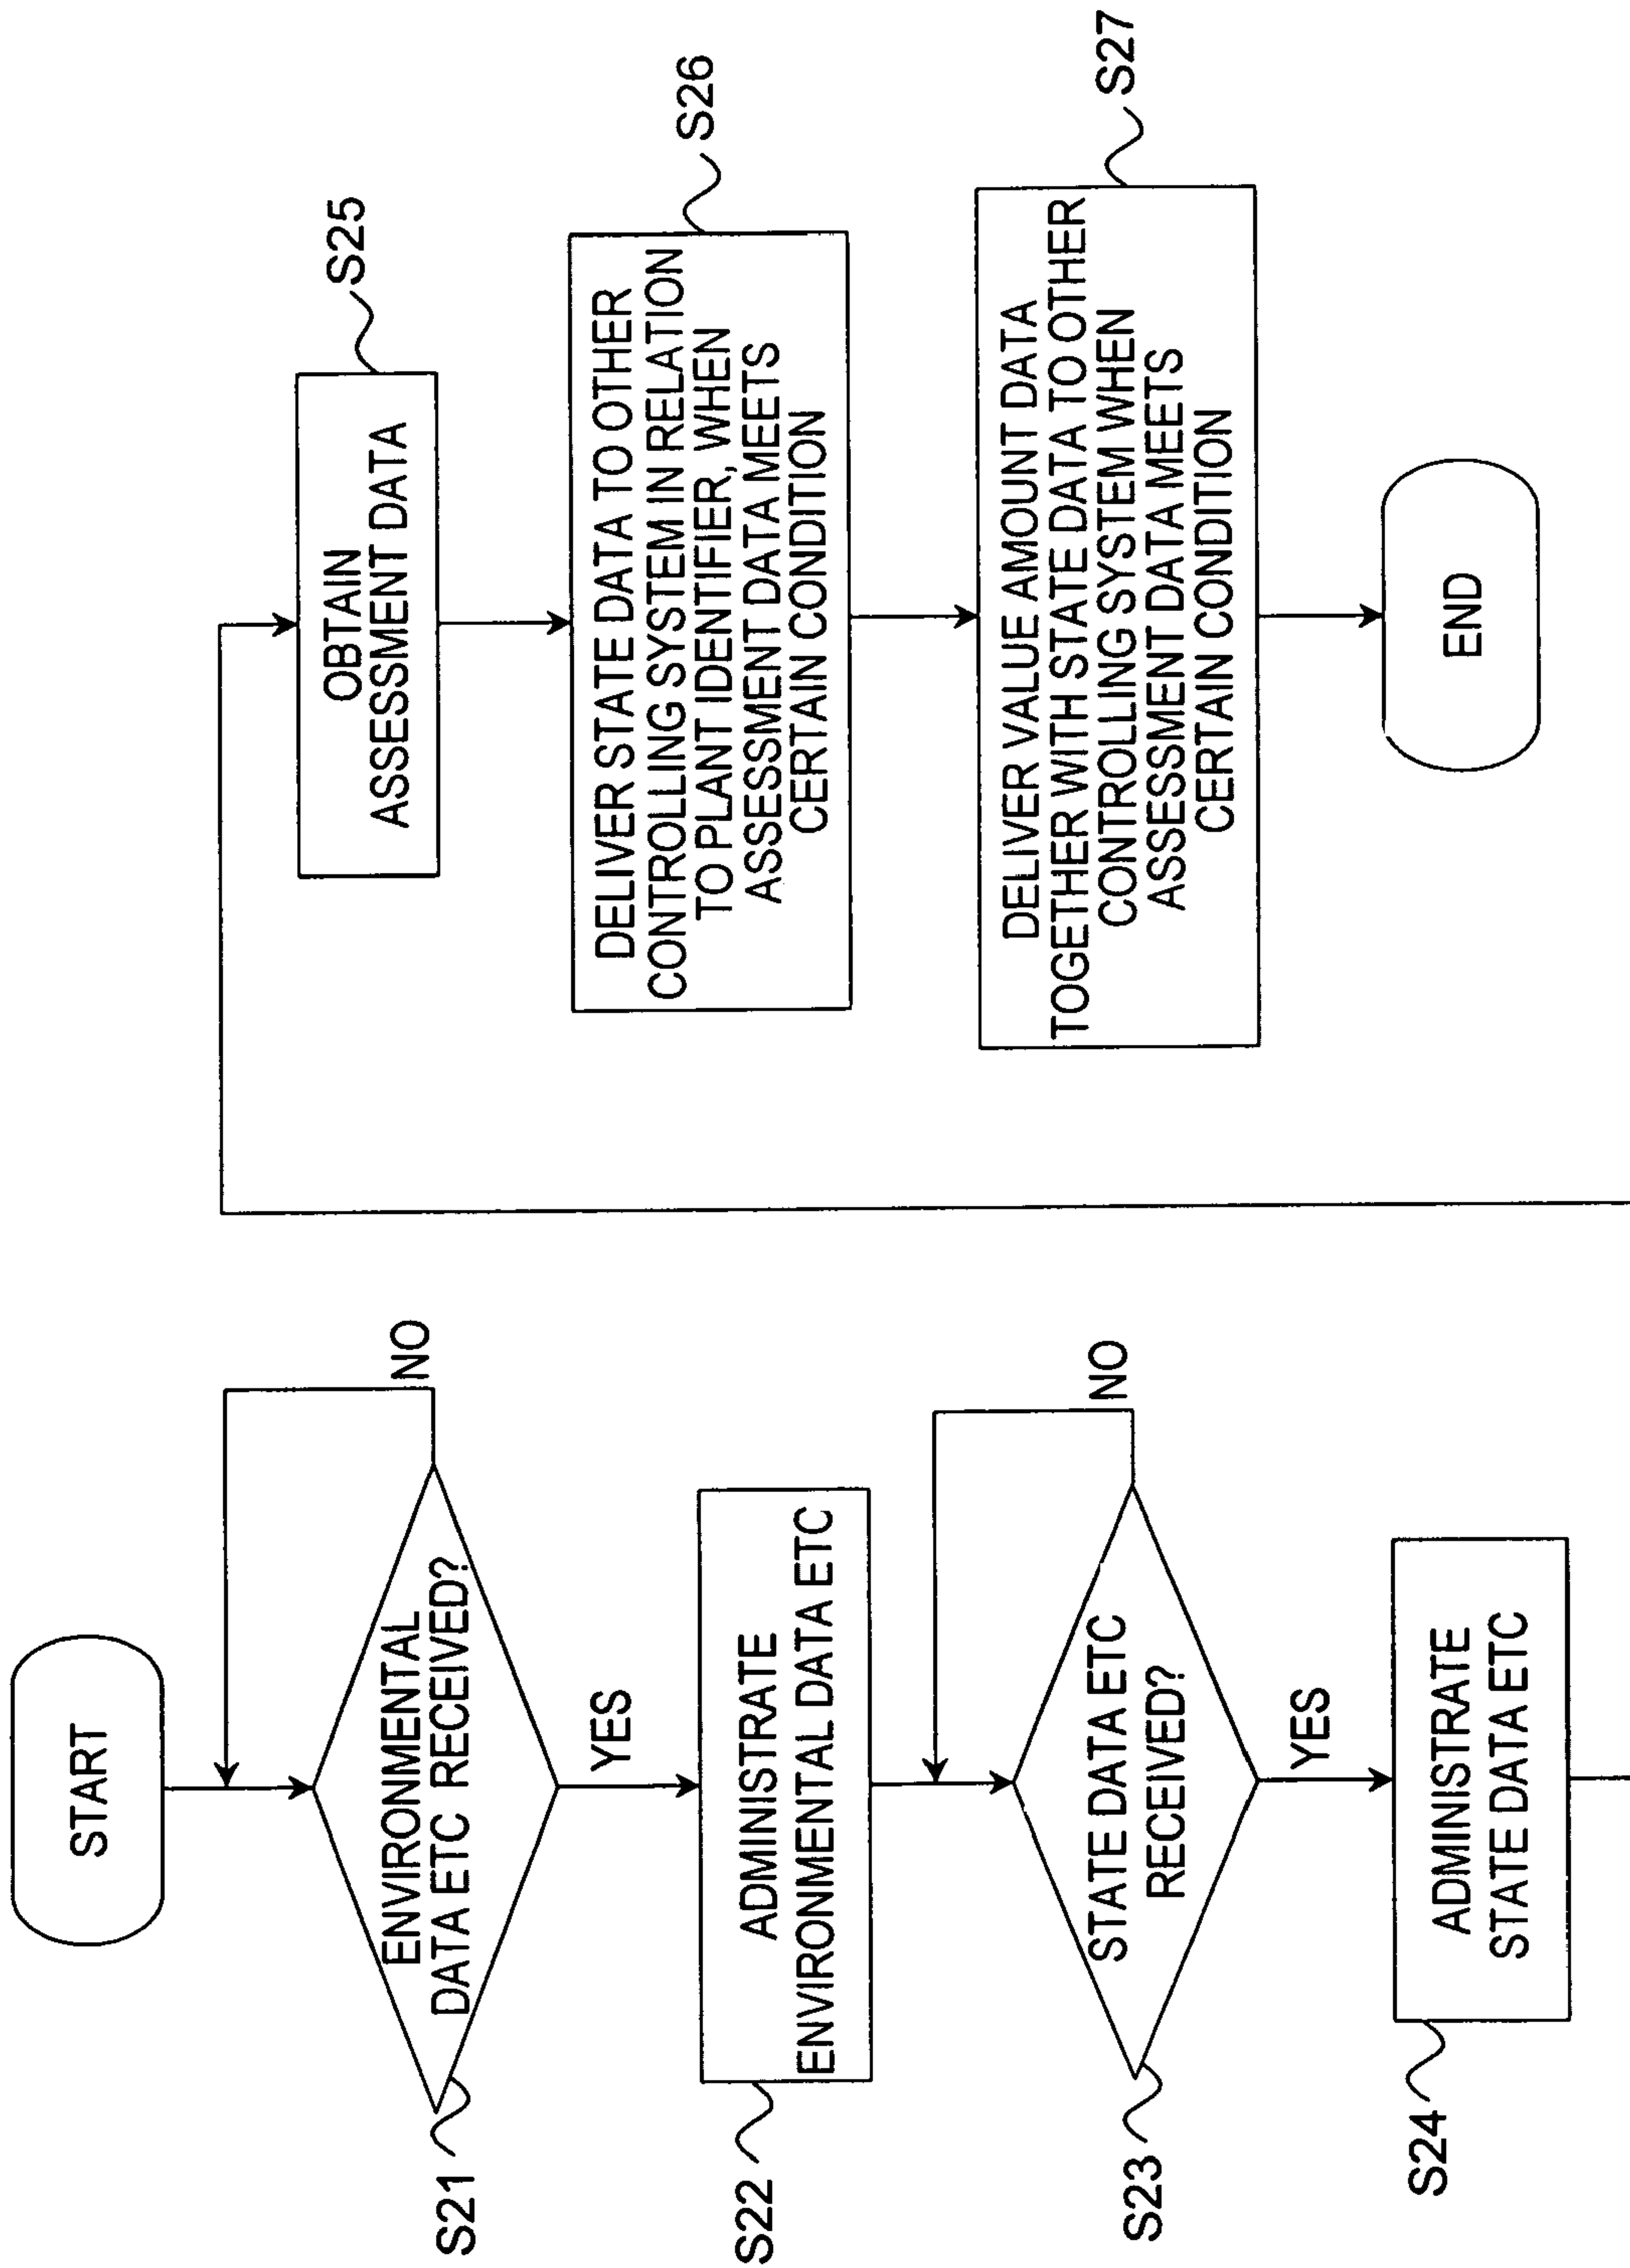 START
ENVIRONMENTAL
DATA ETC RECEIVED?
NO
S21
YES
ADMINISTRATE
ENVIRONMENTAL DATA ETC
S22
STATE DATA ETC
RECEIVED?
NO
S23
YES
ADMINISTRATE
STATE DATA ETC
S24
OBTAIN
ASSESSMENT DATA
S25
DELIVER STATE DATA TO OTHER
CONTROLLING SYSTEM IN RELATION
TO PLANT IDENTIFIER, WHEN
ASSESSMENT DATA MEETS
CERTAIN CONDITION
S26
DELIVER VALUE AMOUNT DATA
TOGETHER WITH STATE DATA TO OTHER
CONTROLLING SYSTEM WHEN
ASSESSMENT DATA MEETS
CERTAIN CONDITION
S27
END